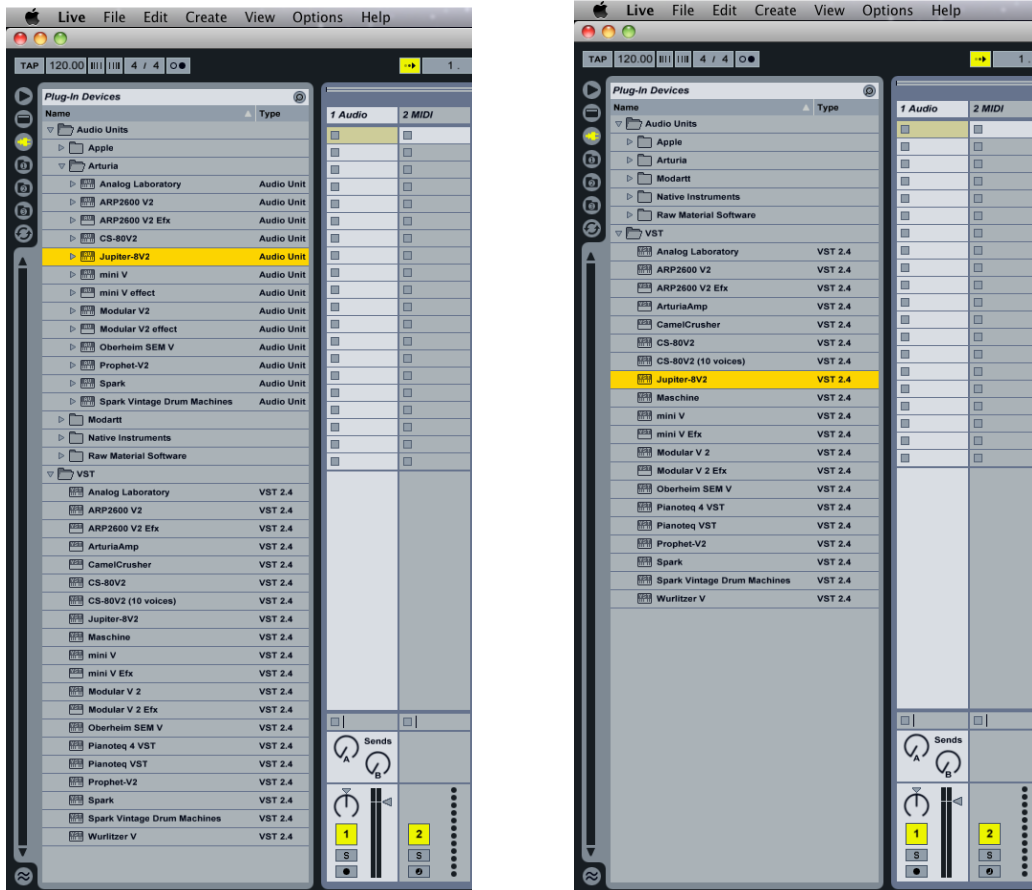 Live File Edit Create View Options Help
TAP 120.00 4 / 4 1 .
Plug-In Devices
Name Type
Audio Units
Apple
Arturia
Analog Laboratory Audio Unit
ARP2600 V2 Audio Unit
ARP2600 V2 Efx Audio Unit
CS-80V2 Audio Unit
Jupiter-8V2 Audio Unit
mini V Audio Unit
mini V effect Audio Unit
Modular V2 Audio Unit
Modular V2 effect Audio Unit
Oberheim SEM V Audio Unit
Prophet-V2 Audio Unit
Spark Audio Unit
Spark Vintage Drum Machines Audio Unit
Modartt
Native Instruments
Raw Material Software
VST
Analog Laboratory VST 2.4
ARP2600 V2 VST 2.4
ARP2600 V2 Efx VST 2.4
ArturiaAmp VST 2.4
CamelCrusher VST 2.4
CS-80V2 VST 2.4
CS-80V2 (10 voices) VST 2.4
Jupiter-8V2 VST 2.4
Maschine VST 2.4
mini V VST 2.4
mini V Efx VST 2.4
Modular V 2 VST 2.4
Modular V 2 Efx VST 2.4
Oberheim SEM V VST 2.4
Pianoteq 4 VST VST 2.4
Pianoteq VST VST 2.4
Prophet-V2 VST 2.4
Spark VST 2.4
Spark Vintage Drum Machines VST 2.4
Wurlitzer V VST 2.4
1 Audio 2 MIDI
Sends
A
B
1 2
S S
Live File Edit Create View Options Help
TAP 120.00 4 / 4 1 .
Plug-In Devices
Name Type
Audio Units
Apple
Arturia
Modartt
Native Instruments
Raw Material Software
VST
Analog Laboratory VST 2.4
ARP2600 V2 VST 2.4
ARP2600 V2 Efx VST 2.4
ArturiaAmp VST 2.4
CamelCrusher VST 2.4
CS-80V2 VST 2.4
CS-80V2 (10 voices) VST 2.4
Jupiter-8V2 VST 2.4
Maschine VST 2.4
mini V VST 2.4
mini V Efx VST 2.4
Modular V 2 VST 2.4
Modular V 2 Efx VST 2.4
Oberheim SEM V VST 2.4
Pianoteq 4 VST VST 2.4
Pianoteq VST VST 2.4
Prophet-V2 VST 2.4
Spark VST 2.4
Spark Vintage Drum Machines VST 2.4
Wurlitzer V VST 2.4
1 Audio 2 MIDI
Sends
A
B
1 2
S S